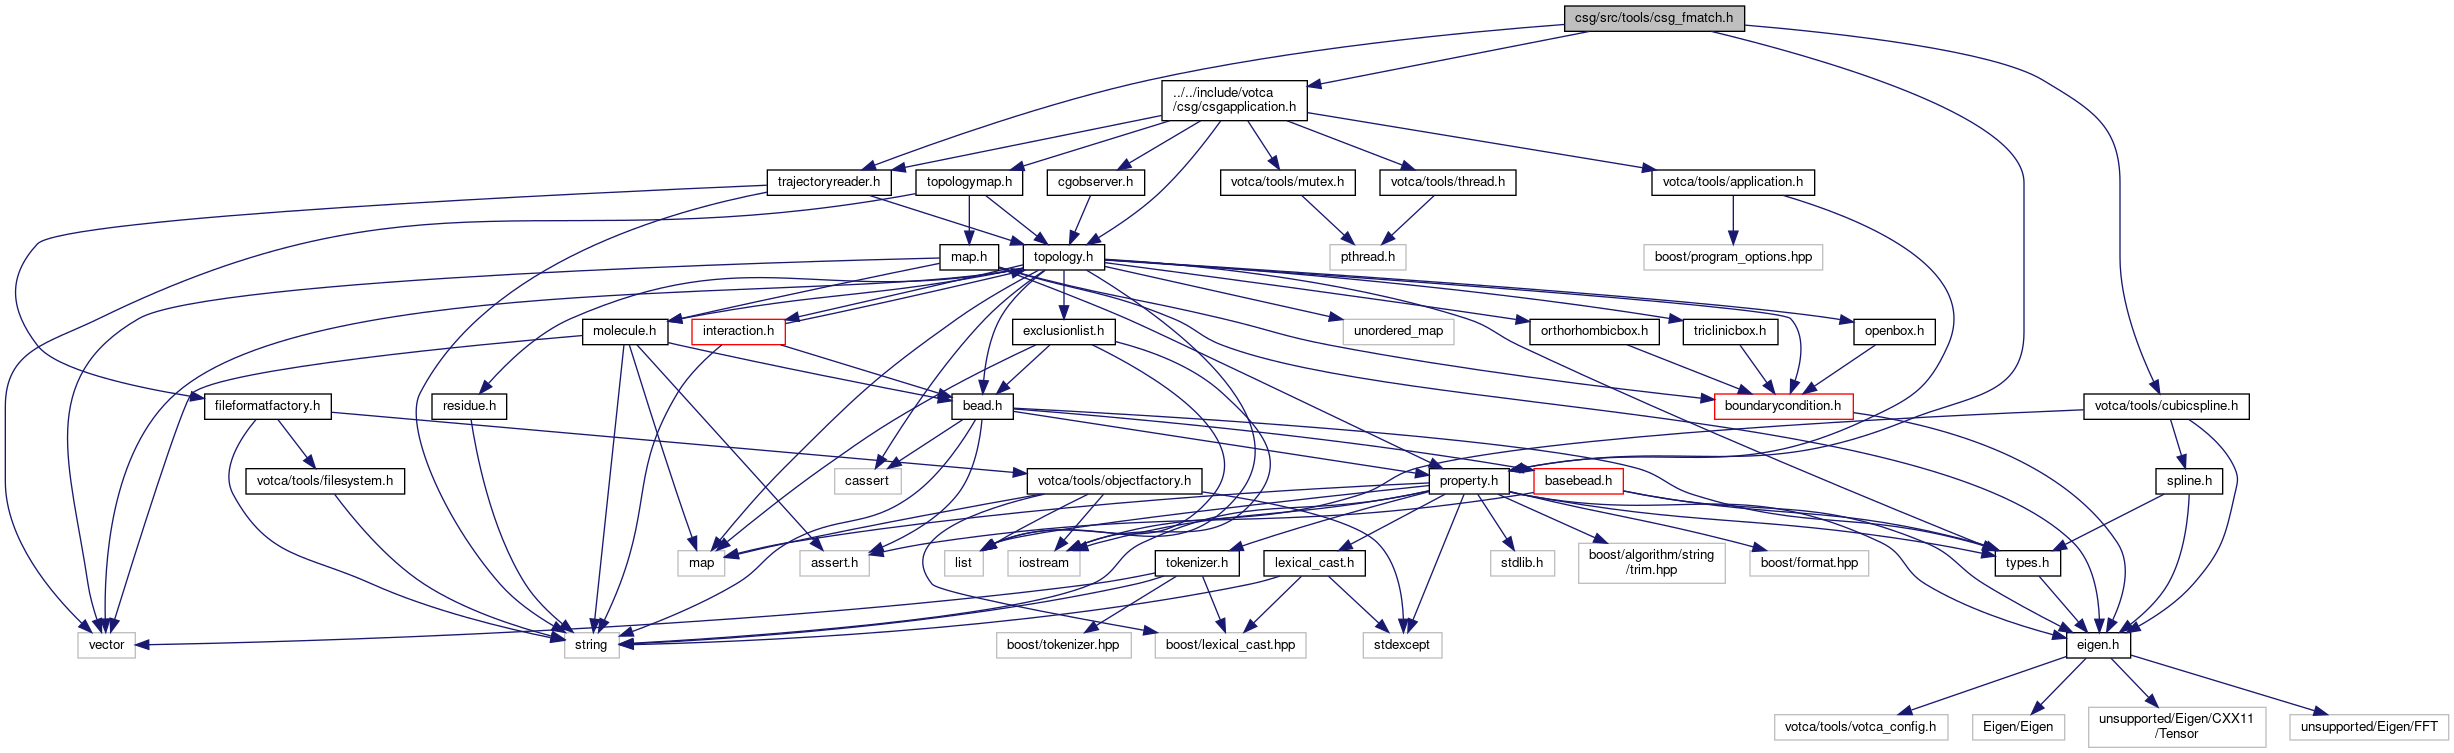 csg/src/tools/csg_fmatch.h
../../include/votca
/csg/csgapplication.h
trajectoryreader.h
topologymap.h
cgobserver.h
votca/tools/mutex.h
votca/tools/thread.h
votca/tools/application.h
map.h
topology.h
pthread.h
boost/program_options.hpp
molecule.h
interaction.h
exclusionlist.h
unordered_map
orthorhombicbox.h
triclinicbox.h
openbox.h
fileformatfactory.h
residue.h
bead.h
boundarycondition.h
votca/tools/cubicspline.h
votca/tools/filesystem.h
cassert
votca/tools/objectfactory.h
property.h
basebead.h
spline.h
map
assert.h
list
iostream
tokenizer.h
lexical_cast.h
stdlib.h
boost/algorithm/string
/trim.hpp
boost/format.hpp
types.h
vector
string
boost/tokenizer.hpp
boost/lexical_cast.hpp
stdexcept
eigen.h
votca/tools/votca_config.h
Eigen/Eigen
unsupported/Eigen/CXX11
/Tensor
unsupported/Eigen/FFT